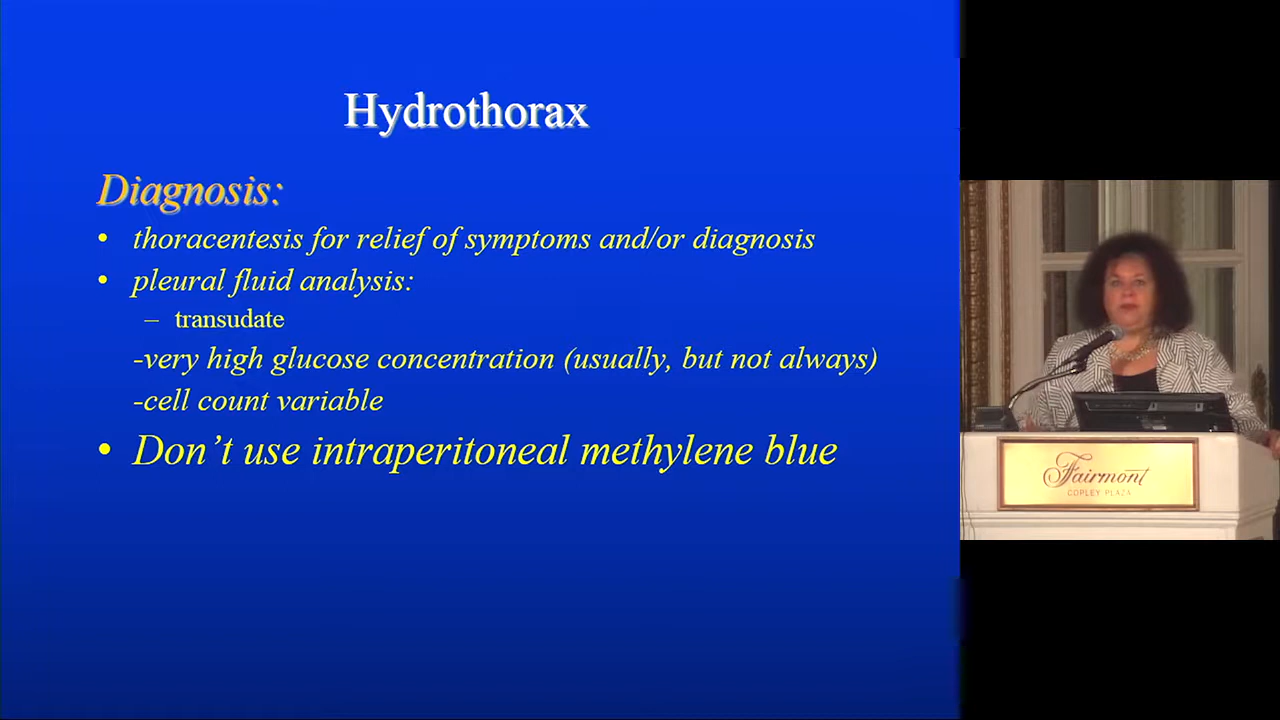 Hydrothorax
Diagnosis:
• thoracentesis for relief of symptoms and/or diagnosis
• pleural fluid analysis:
– transudate
-very high glucose concentration (usually, but not always)
-cell count variable
• Don’t use intraperitoneal methylene blue
Fairmont
COPLEY PLAZA